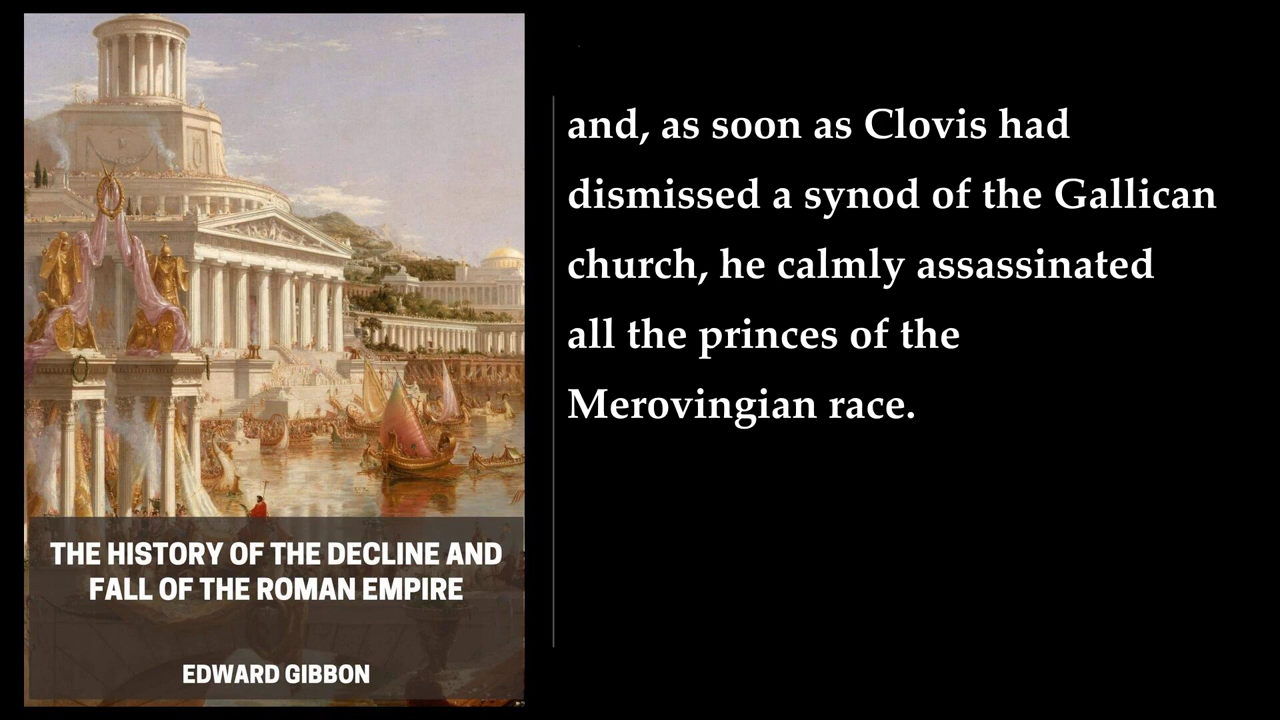 and, as soon as Clovis had
dismissed a synod of the Gallican
church, he calmly assassinated
all the princes of the
Merovingian race.
THE HISTORY OF THE DECLINE AND
FALL OF THE ROMAN EMPIRE
EDWARD GIBBON